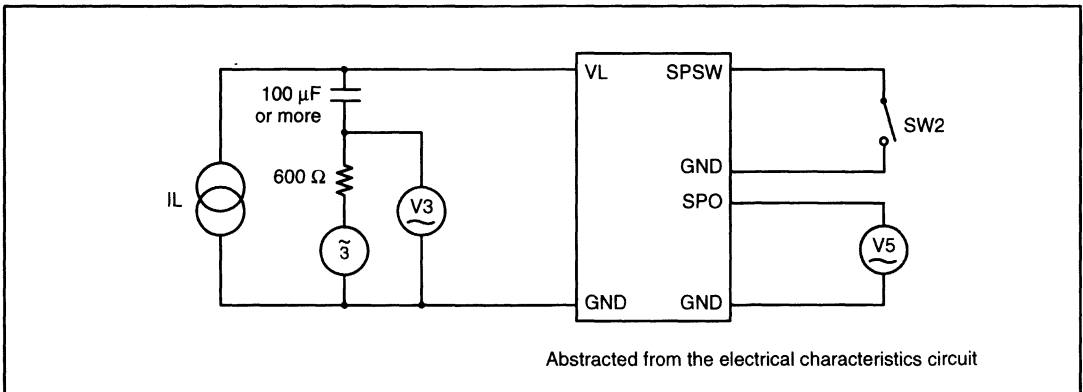 VL
SPSW
100 µF
or more
SW2
600 Ω
GND
IL
V3
SPO
V5
~
3
GND
GND
Abstracted from the electrical characteristics circuit